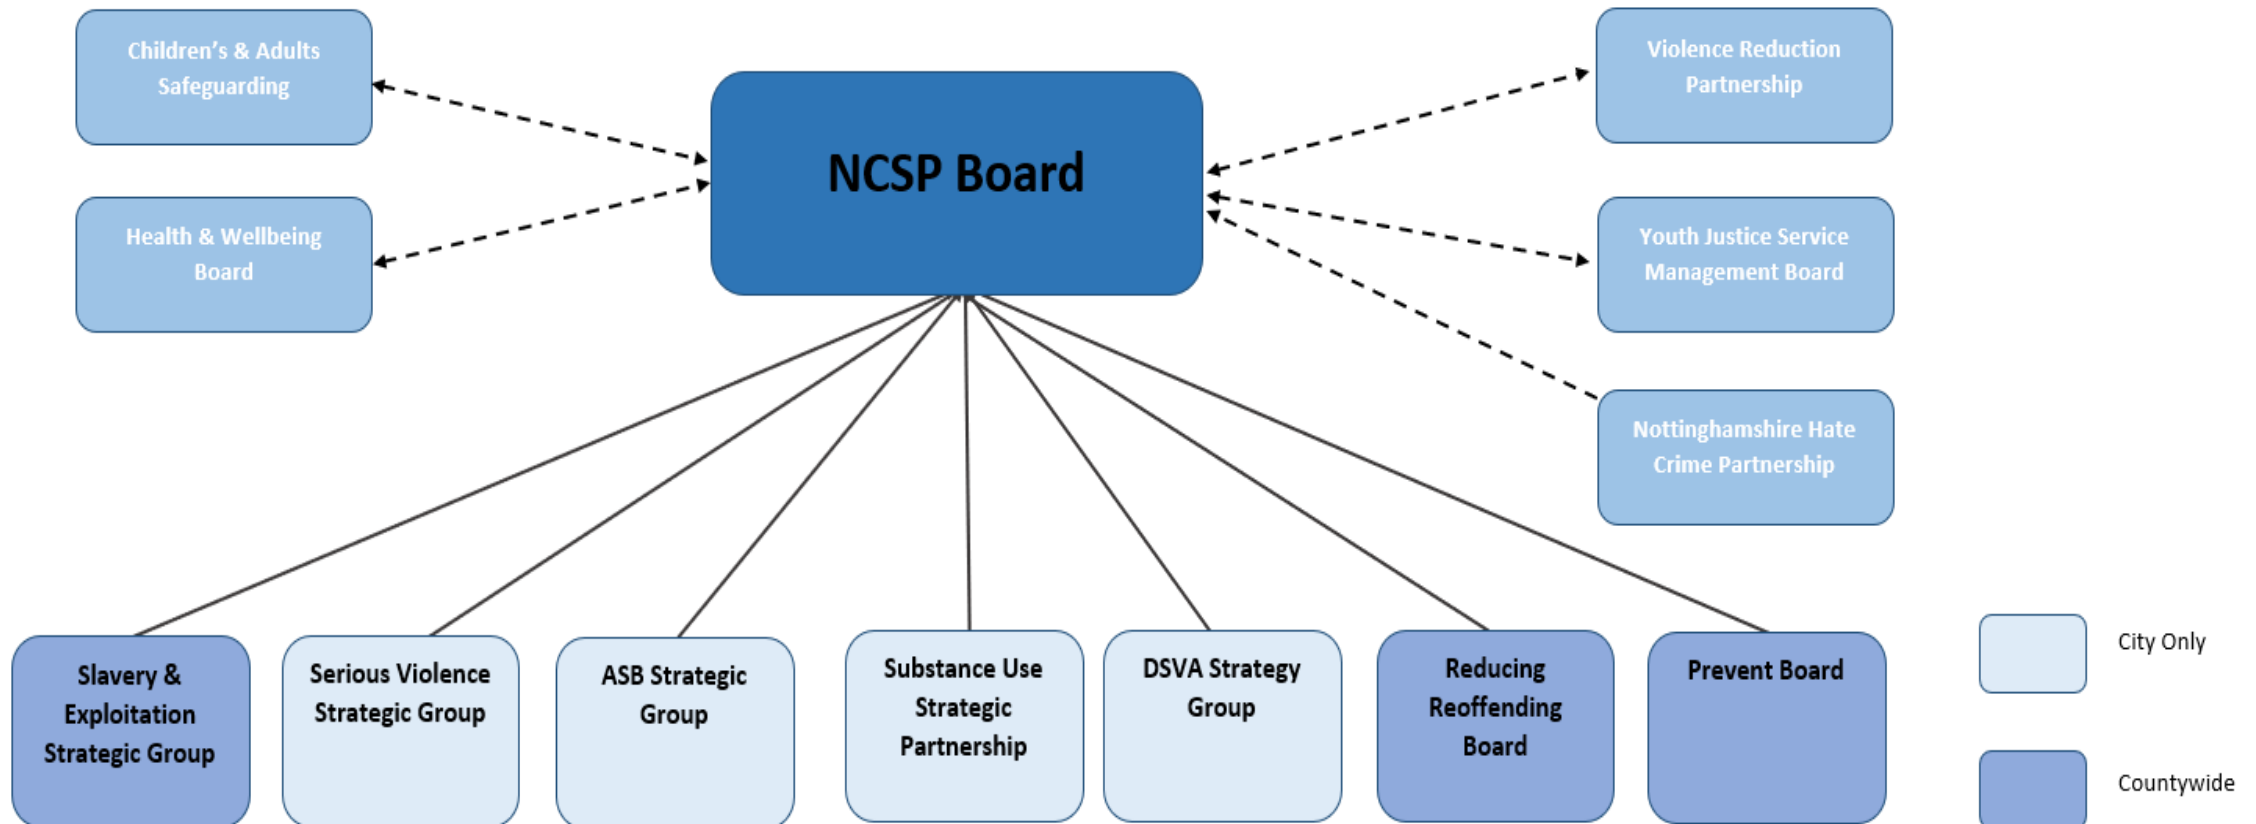 Children’s & Adults
Safeguarding
Violence Reduction
Partnership
NCSP Board
Health & Wellbeing
Board
Youth Justice Service
Management Board
Nottinghamshire Hate
Crime Partnership
Slavery &
Exploitation
Strategic Group
Serious Violence
Strategic Group
ASB Strategic
Group
Substance Use
Strategic
Partnership
DSVA Strategy
Group
Reducing
Reoffending
Board
Prevent Board
City Only
Countywide